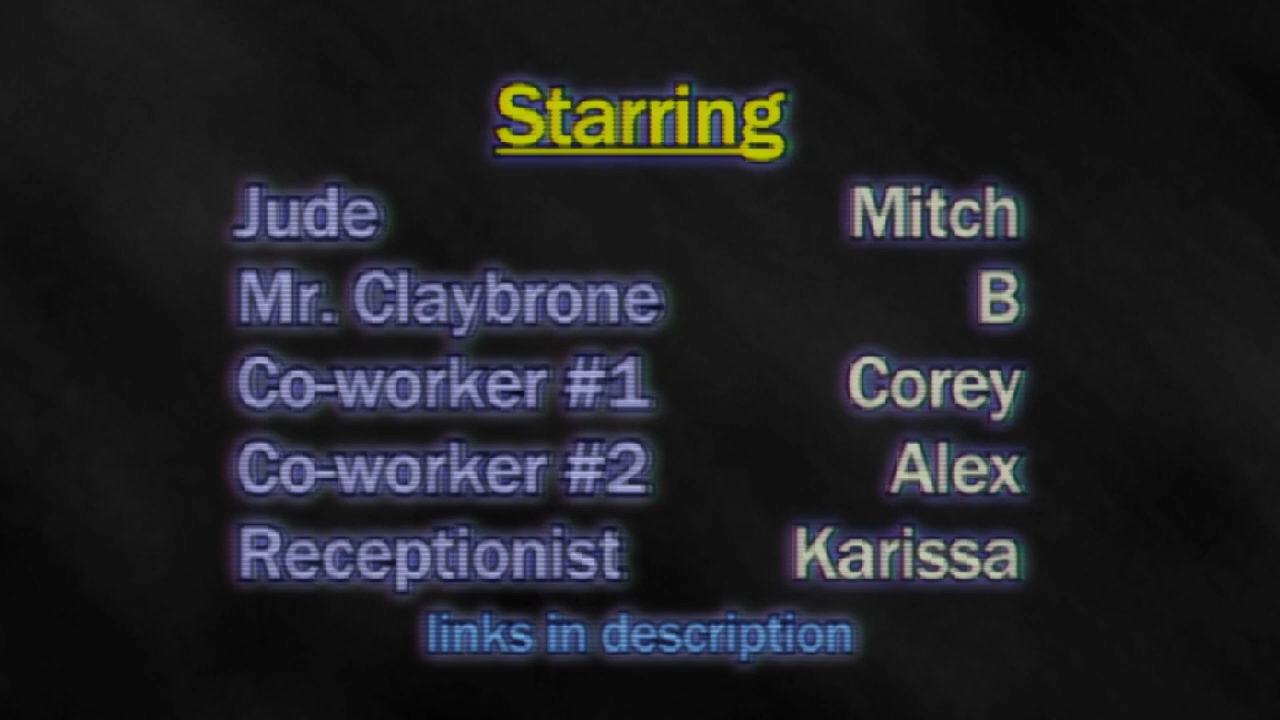 Starring
Jude Mitch
Mr. Claybrone B
Co-worker #1 Corey
Co-worker #2 Alex
Receptionist Karissa
links in description